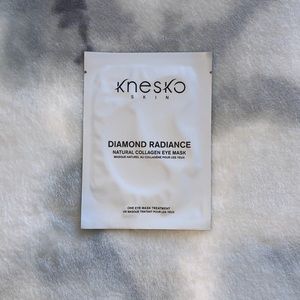 knesko
SKIN
DIAMOND RADIANCE
NATURAL COLLAGEN EYE MASK
MASQUE NATUREL AU COLLAGÈNE POUR LES YEUX
ONE EYE MASK TREATMENT
UN MASQUE TRAITANT POUR LES YEUX